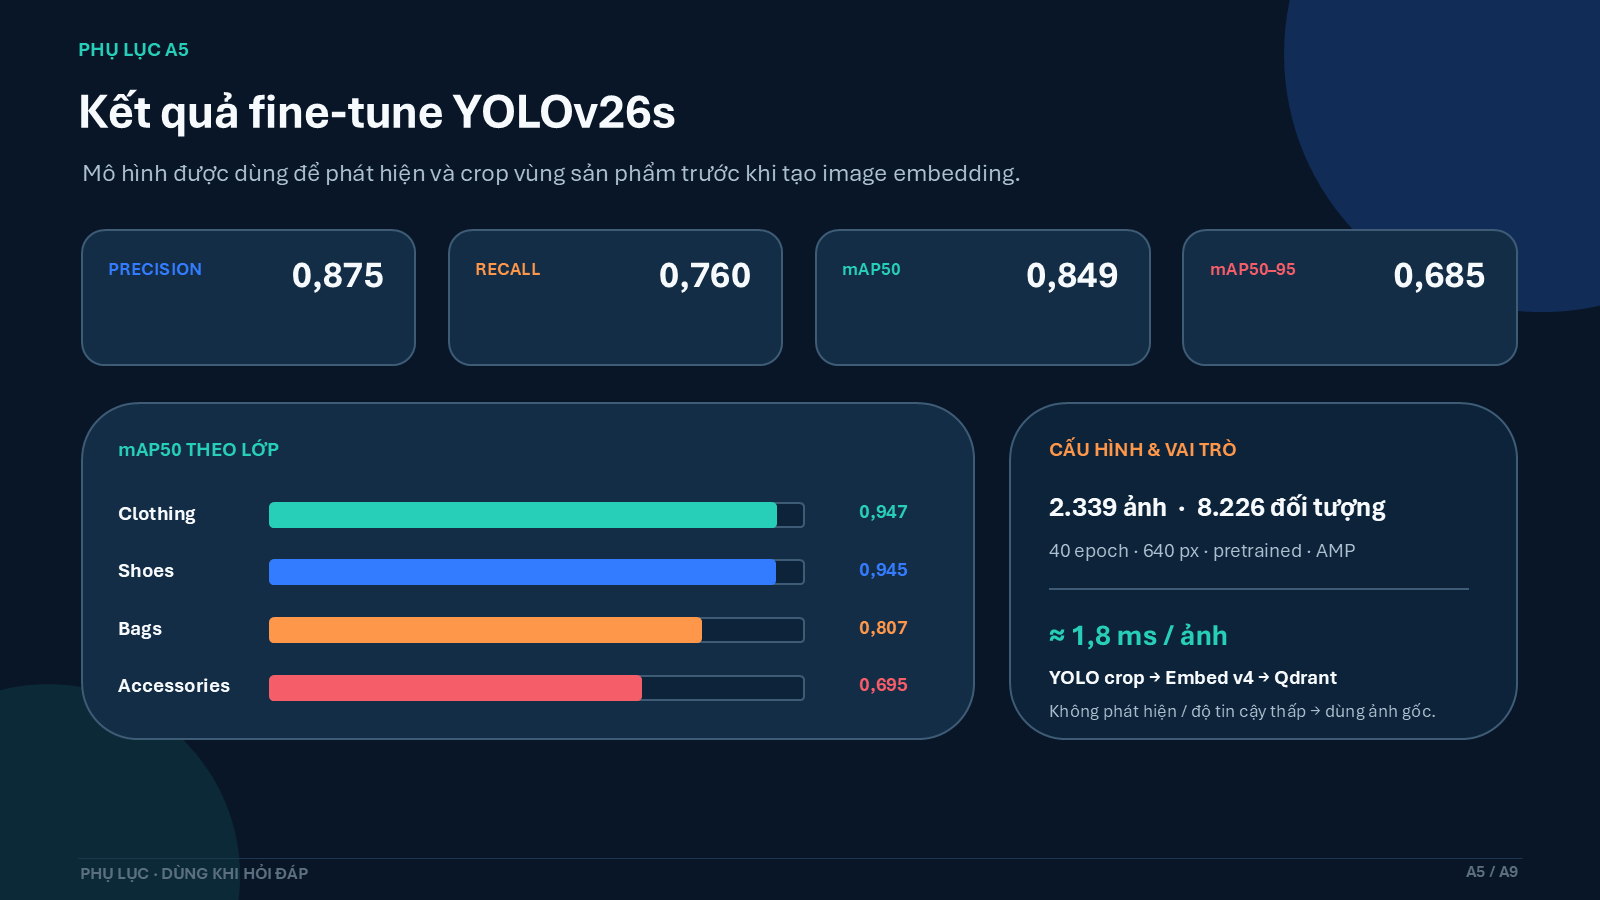 PHỤ LỤC A5
Kết quả fine-tune YOLOv26s
Mô hình được dùng để phát hiện và crop vùng sản phẩm trước khi tạo image embedding.
PRECISION 0,875
RECALL 0,760
mAP50 0,849
mAP50–95 0,685
mAP50 THEO LỚP
Clothing 0,947
Shoes 0,945
Bags 0,807
Accessories 0,695
CẤU HÌNH & VAI TRÒ
2.339 ảnh · 8.226 đối tượng
40 epoch · 640 px · pretrained · AMP
≈ 1,8 ms / ảnh
YOLO crop → Embed v4 → Qdrant
Không phát hiện / độ tin cậy thấp → dùng ảnh gốc.
PHỤ LỤC · DÙNG KHI HỎI ĐÁP
A5 / A9